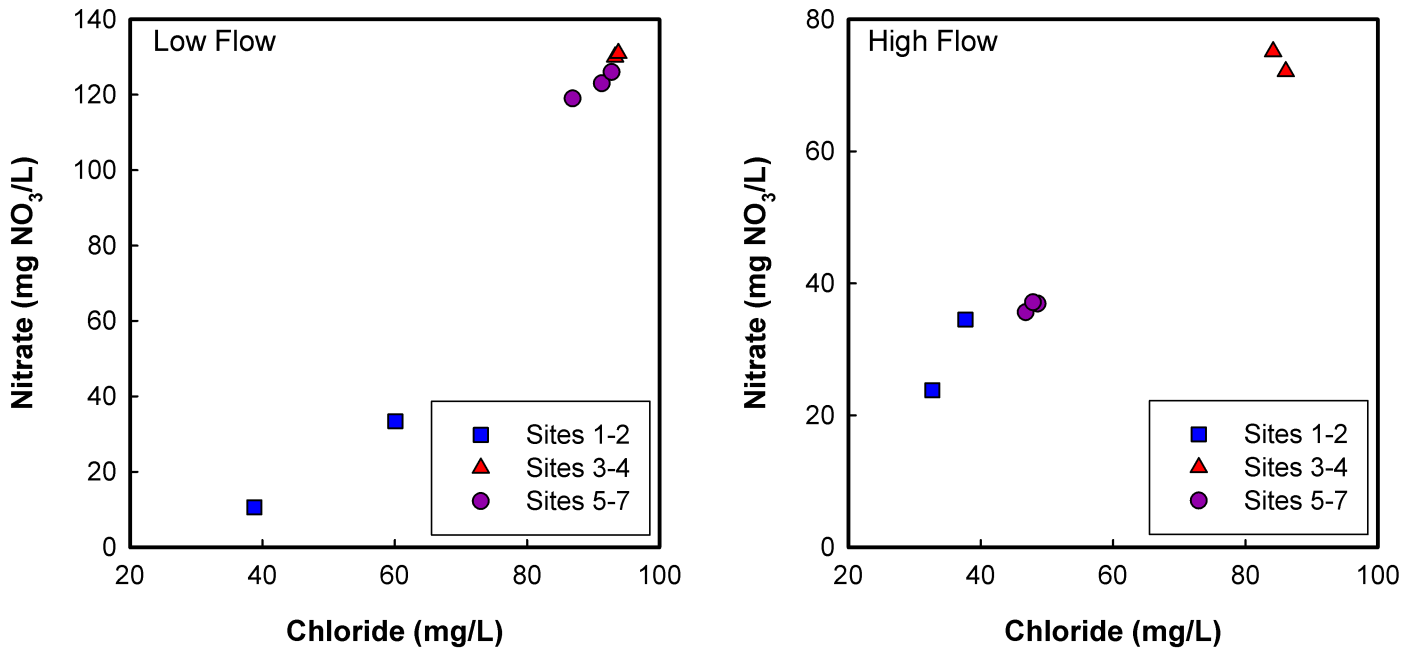 Low Flow
Nitrate (mg NO3/L)
140
120
100
80
60
40
20
0
Sites 1-2
Sites 3-4
Sites 5-7
20 40 60 80 100
Chloride (mg/L)
High Flow
Nitrate (mg NO3/L)
80
60
40
20
0
Sites 1-2
Sites 3-4
Sites 5-7
20 40 60 80 100
Chloride (mg/L)